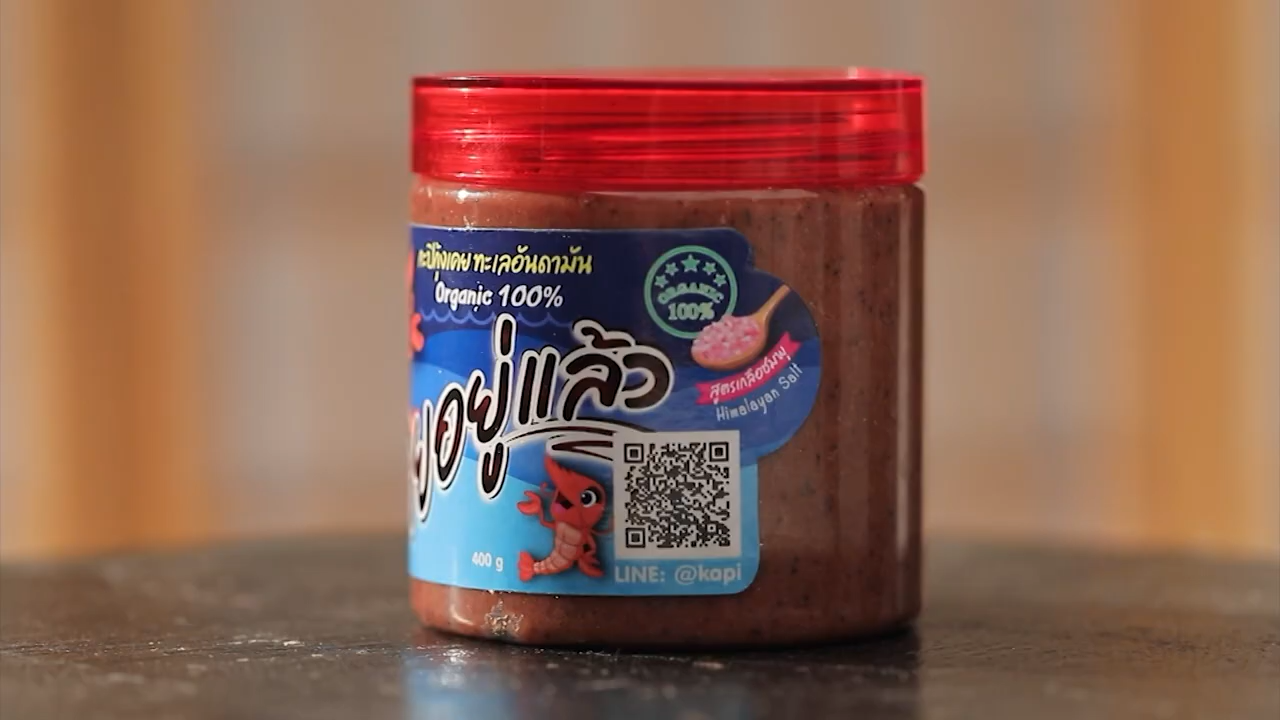 กะปิกุ้งเคย ทะเลอันดามัน
Organic 100%
ORGANIC
100%
อยู่แล้ว
สูตรเกลือชมพู
Himalayan Salt
400 g
LINE: @kapi